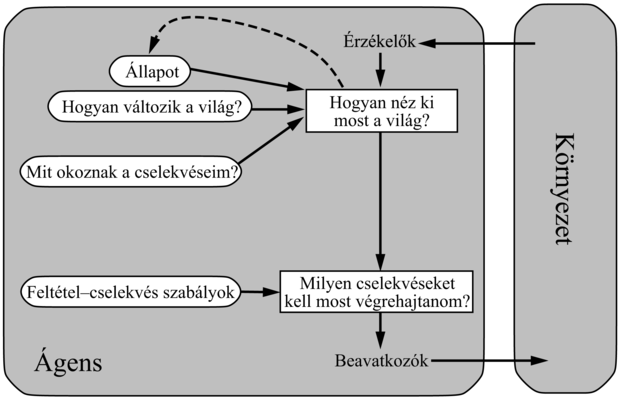 Érzékelők
Állapot
Hogyan változik a világ?
Hogyan néz ki
most a világ?
Mit okoznak a cselekvéseim?
Környezet
Feltétel–cselekvés szabályok
Milyen cselekvéseket
kell most végrehajtanom?
Ágens
Beavatkozók